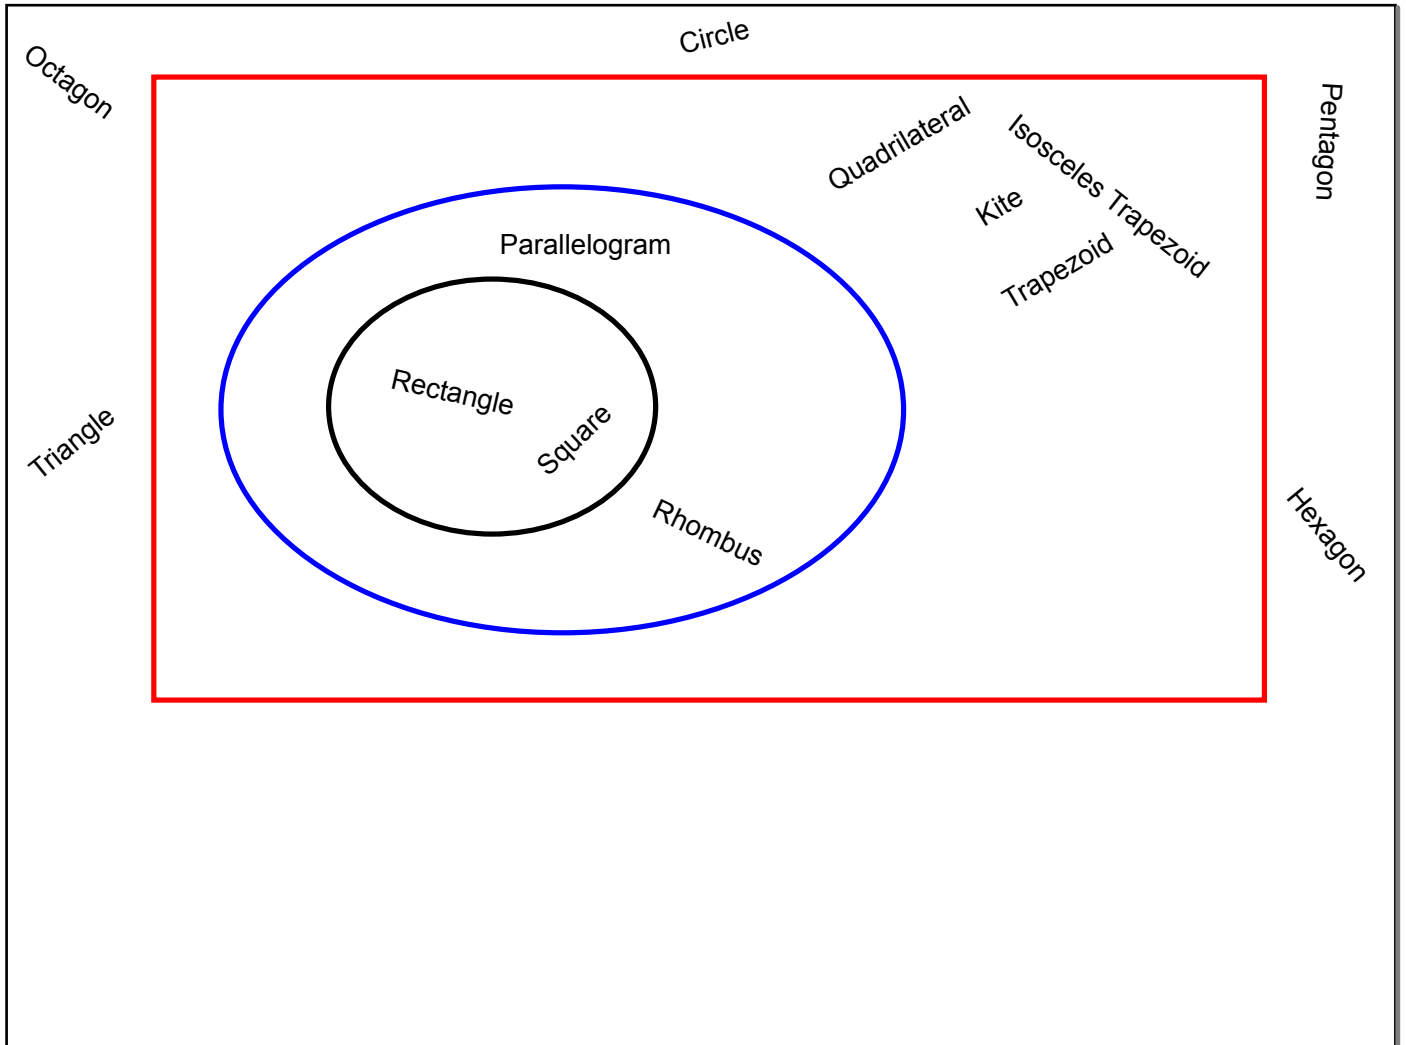 Circle
Octagon
Pentagon
Quadrilateral
Isosceles Trapezoid
Kite
Trapezoid
Parallelogram
Rectangle
Square
Triangle
Rhombus
Hexagon